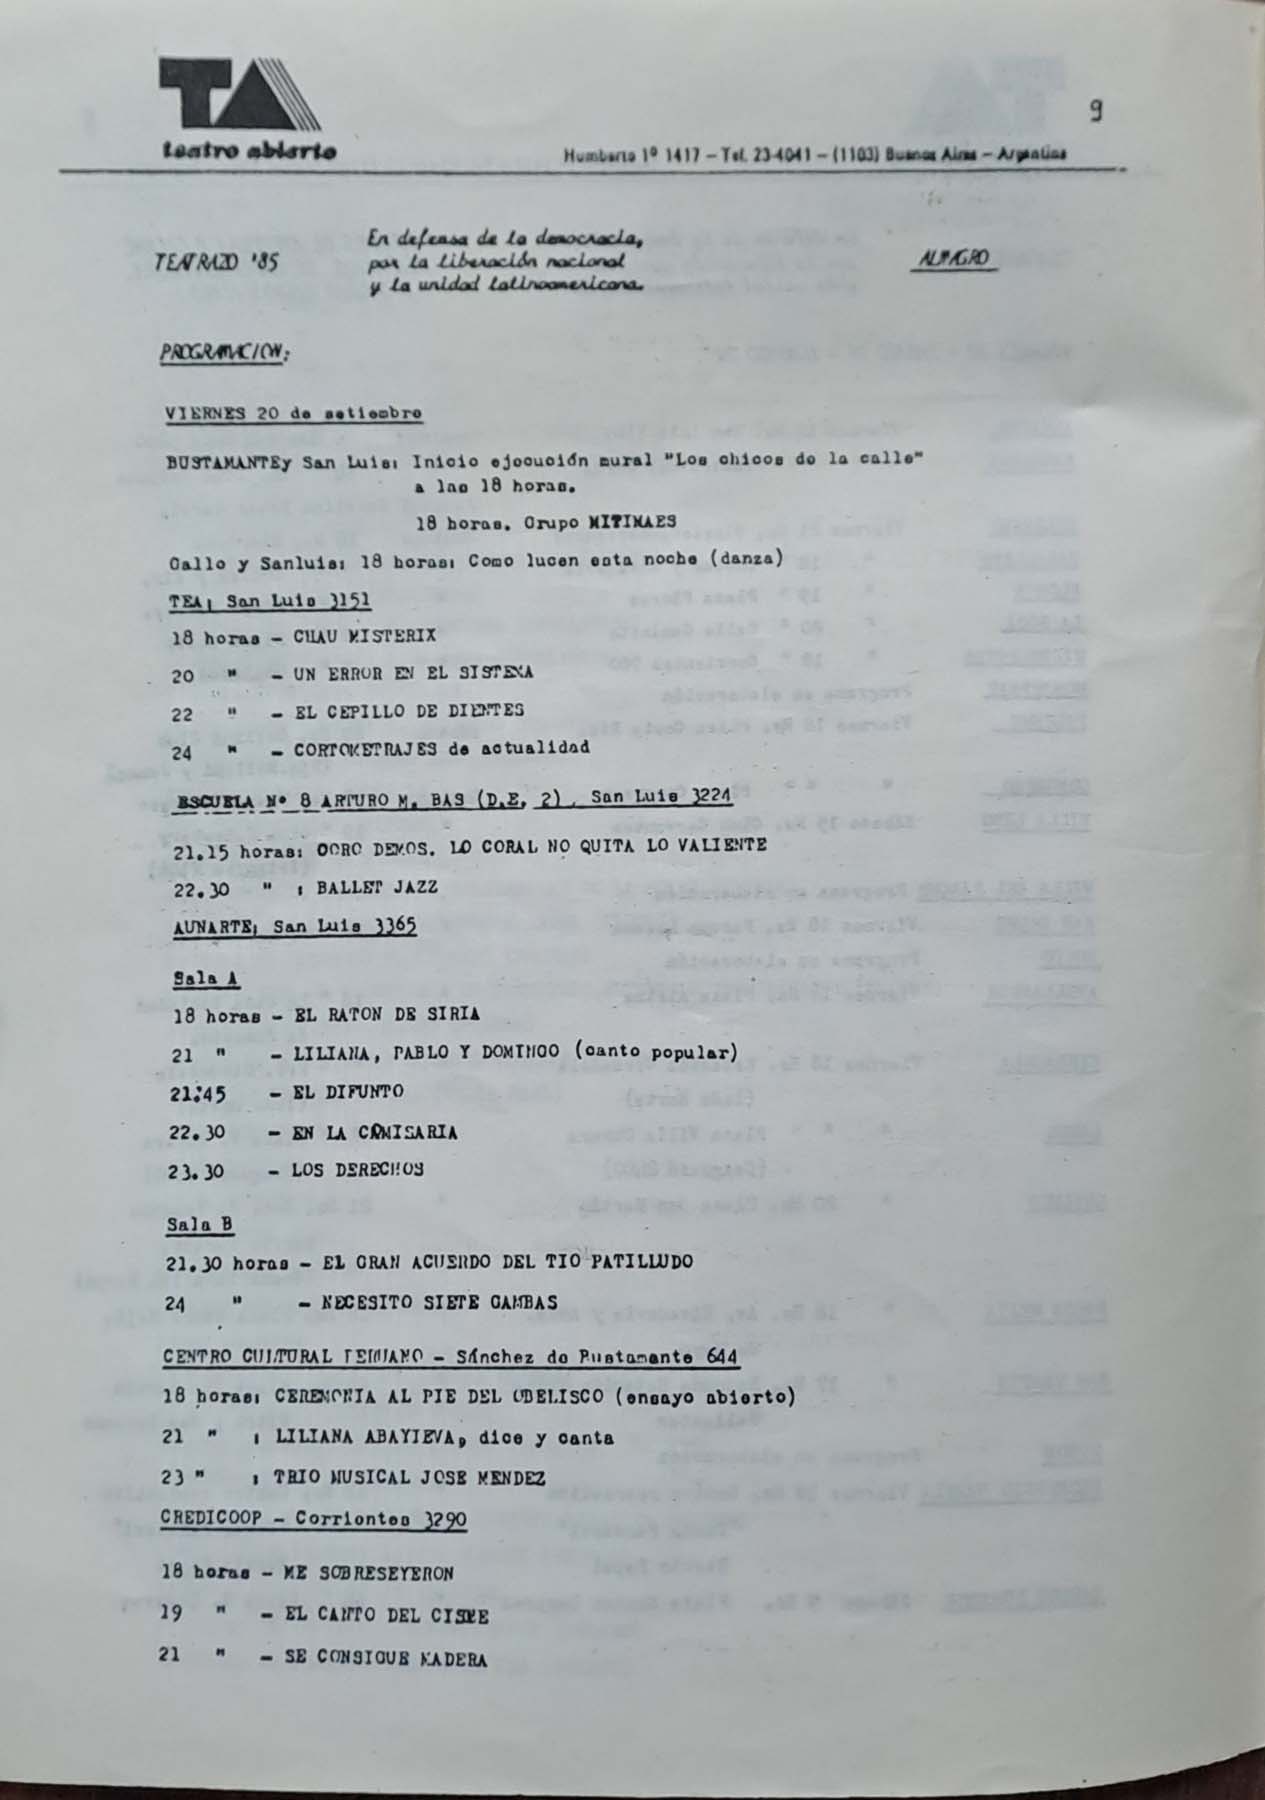 TA
teatro abierto
9
Humberto 1º 1417 – Tel. 23-4041 – (1103) Buenos Aires – Argentina
TEATRAZO '85
En defensa de la democracia,
por la liberación nacional
y la unidad latinoamericana.
ALMAGRO
PROGRAMACION:
VIERNES 20 de setiembre
BUSTAMANTEy San Luis: Inicio ejecución mural "Los chicos de la calle"
a las 18 horas.
18 horas. Grupo MITIMAES
Gallo y Sanluis: 18 horas: Como lucen esta noche (danza)
TEA: San Luis 3151
18 horas - CHAU MISTERIX
20 " - UN ERROR EN EL SISTEMA
22 " - EL CEPILLO DE DIENTES
24 " - CORTOMETRAJES de actualidad
ESCUELA Nº 8 ARTURO M. BAS (D.E. 2). San Luis 3224
21.15 horas: OCRO DEMOS. LO CORAL NO QUITA LO VALIENTE
22.30 " : BALLET JAZZ
AUNARTE: San Luis 3365
Sala A
18 horas - EL RATON DE SIRIA
21 " - LILIANA, PABLO Y DOMINGO (canto popular)
21:45 - EL DIFUNTO
22.30 - EN LA COMISARIA
23.30 - LOS DERECHOS
Sala B
21.30 horas - EL GRAN ACUERDO DEL TIO PATILLUDO
24 " - NECESITO SIETE GAMBAS
CENTRO CULTURAL - Sánchez de Bustamante 644
18 horas: CEREMONIA AL PIE DEL OBELISCO (ensayo abierto)
21 " : LILIANA ABAYIEVA, dice y canta
23 " : TRIO MUSICAL JOSE MENDEZ
CREDICOOP - Corrientes 3290
18 horas - ME SOBRESEYERON
19 " - EL CANTO DEL CISNE
21 " - SE CONSIGUE MADERA